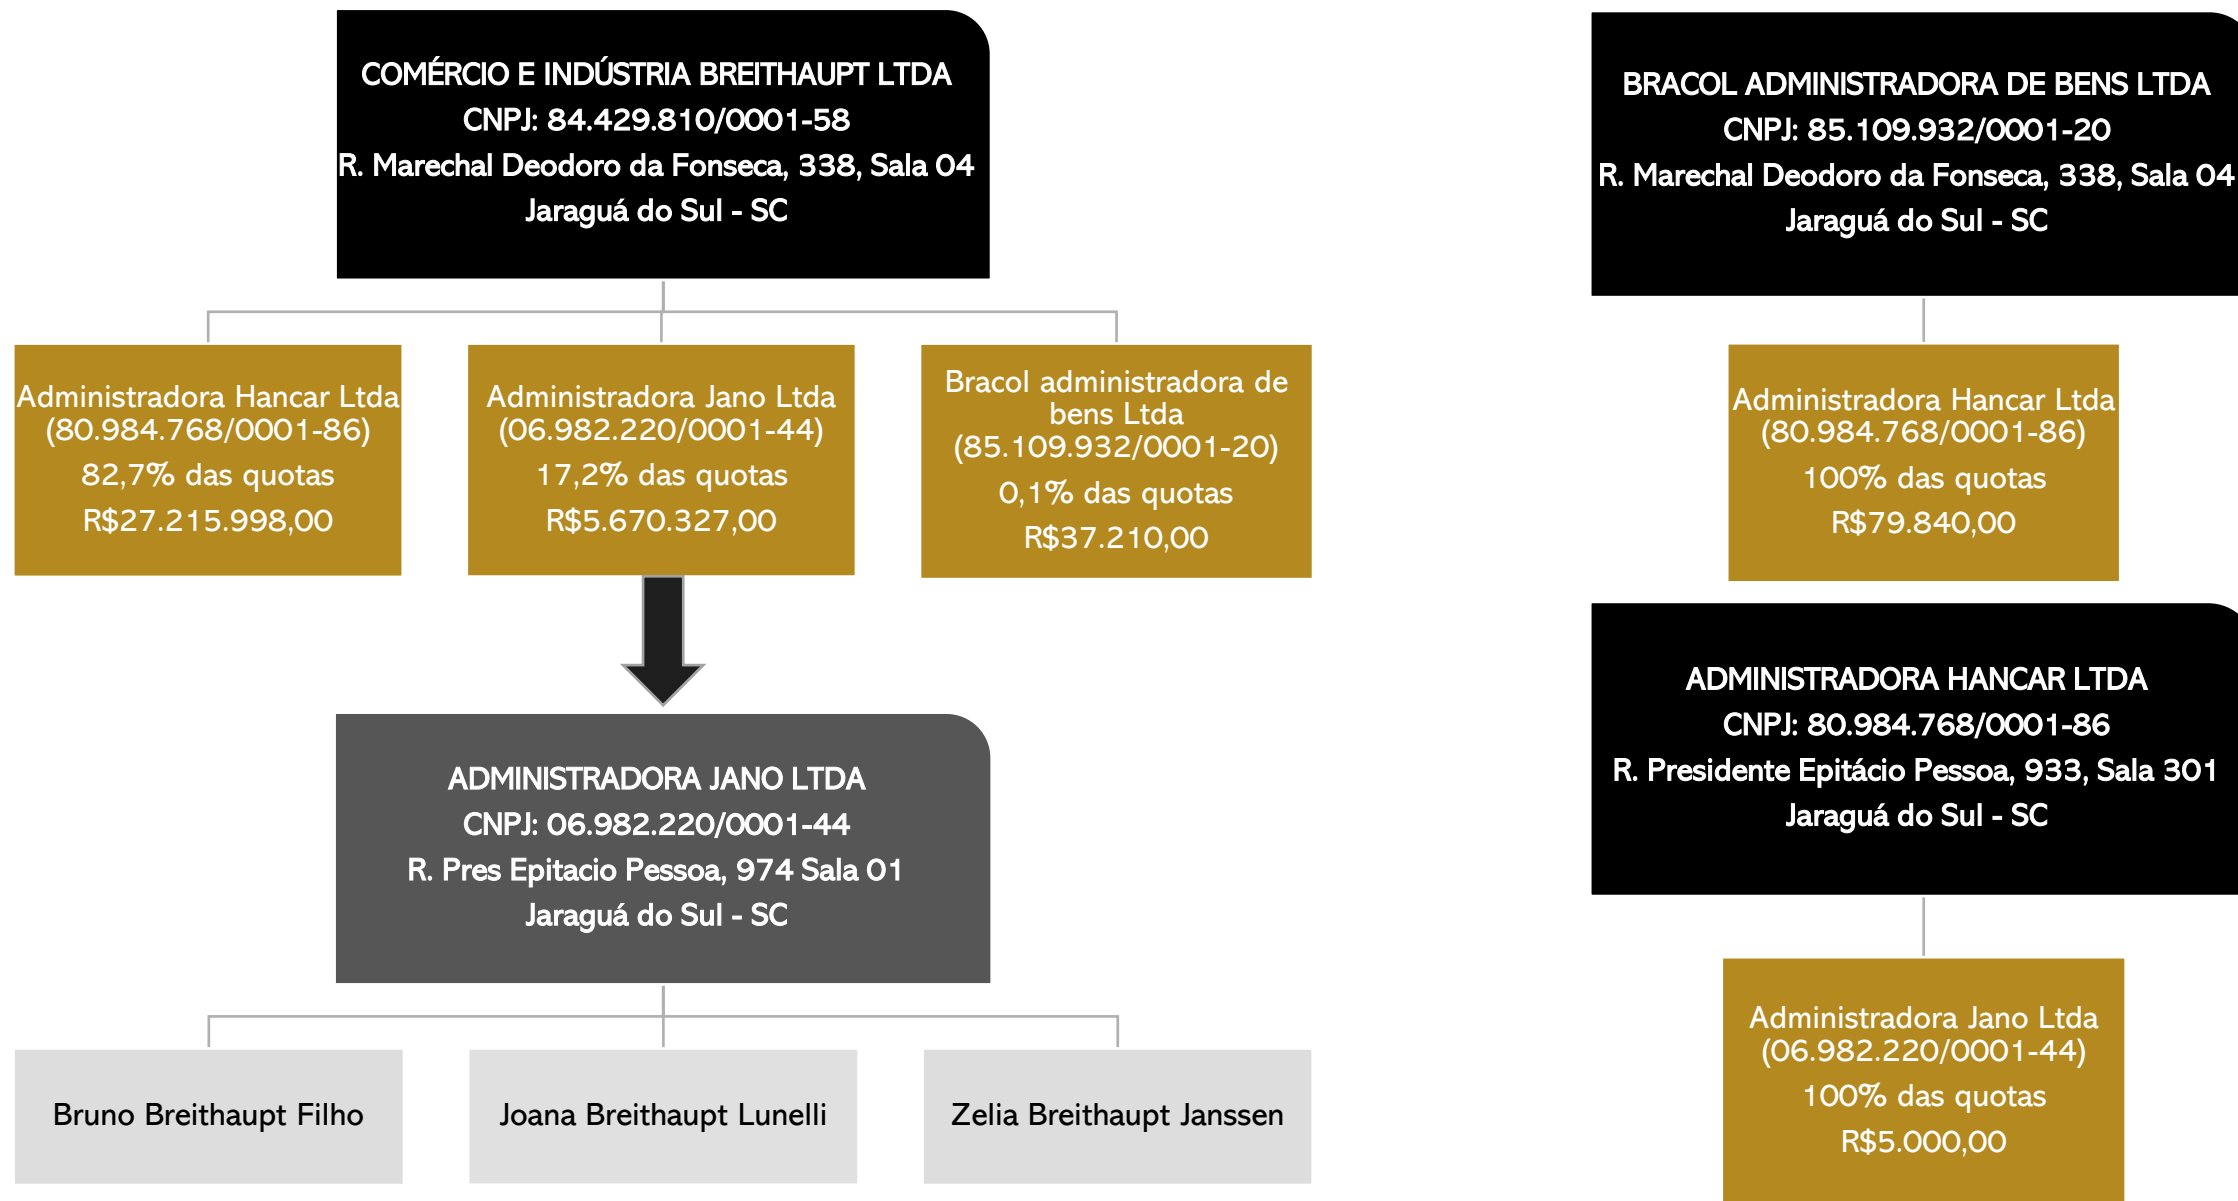 COMÉRCIO E INDÚSTRIA BREITHAUPT LTDA
CNPJ: 84.429.810/0001-58
R. Marechal Deodoro da Fonseca, 338, Sala 04
Jaraguá do Sul - SC
Administradora Hancar Ltda
(80.984.768/0001-86)
82,7% das quotas
R$27.215.998,00
Administradora Jano Ltda
(06.982.220/0001-44)
17,2% das quotas
R$5.670.327,00
Bracol administradora de
bens Ltda
(85.109.932/0001-20)
0,1% das quotas
R$37.210,00
ADMINISTRADORA JANO LTDA
CNPJ: 06.982.220/0001-44
R. Pres Epitacio Pessoa, 974 Sala 01
Jaraguá do Sul - SC
Bruno Breithaupt Filho
Joana Breithaupt Lunelli
Zelia Breithaupt Janssen
BRACOL ADMINISTRADORA DE BENS LTDA
CNPJ: 85.109.932/0001-20
R. Marechal Deodoro da Fonseca, 338, Sala 04
Jaraguá do Sul - SC
Administradora Hancar Ltda
(80.984.768/0001-86)
100% das quotas
R$79.840,00
ADMINISTRADORA HANCAR LTDA
CNPJ: 80.984.768/0001-86
R. Presidente Epitácio Pessoa, 933, Sala 301
Jaraguá do Sul - SC
Administradora Jano Ltda
(06.982.220/0001-44)
100% das quotas
R$5.000,00